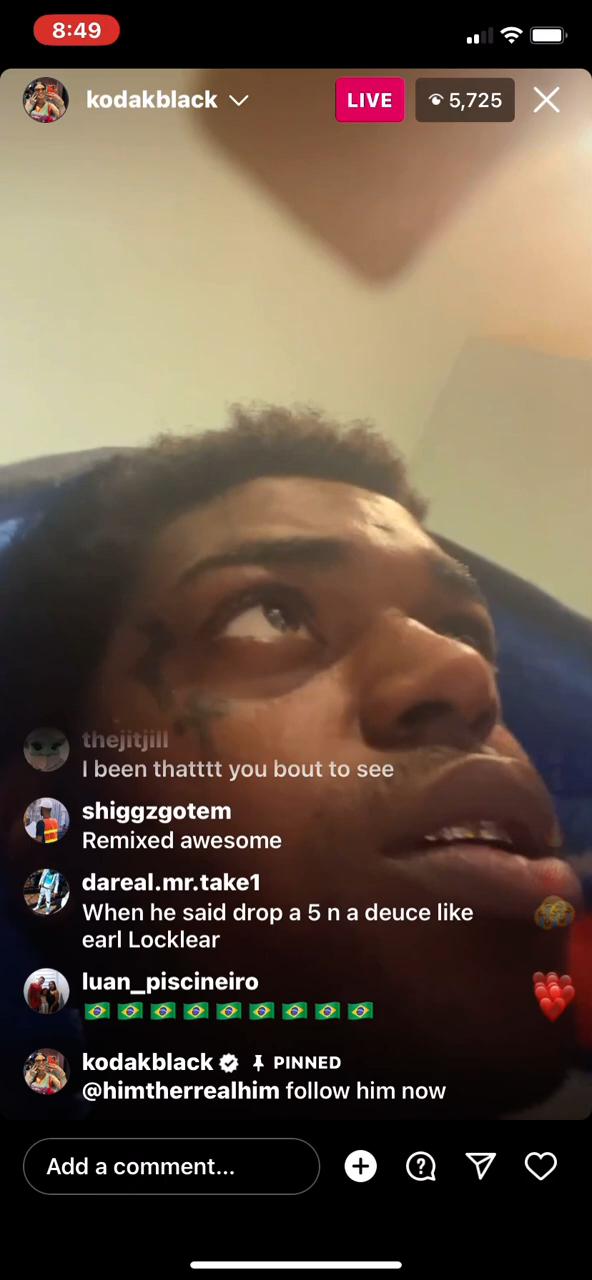 8:49
kodakblack
LIVE
5,725
thejitjill
I been thatttt you bout to see
shiggzgotem
Remixed awesome
dareal.mr.take1
When he said drop a 5 n a deuce like
earl Locklear
luan_piscineiro
🇧🇷 🇧🇷 🇧🇷 🇧🇷 🇧🇷 🇧🇷 🇧🇷 🇧🇷 🇧🇷
kodakblack PINNED
@himtherrealhim follow him now
Add a comment...